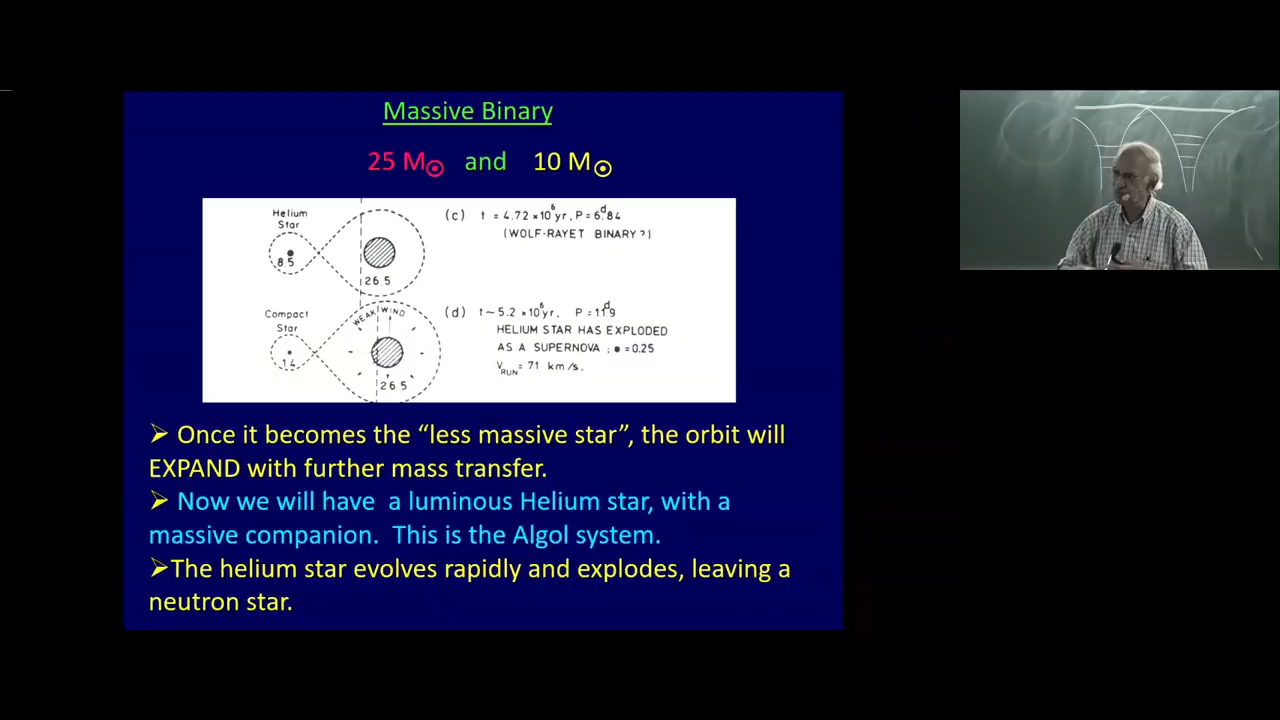 Massive Binary
25 M☉ and 10 M☉
Helium
Star
8.5
26.5
(c) t = 4.72 × 10⁶ yr, P = 6.ᵈ84
(WOLF-RAYET BINARY?)
Compact
Star
1.4
WEAK WIND
26.5
(d) t ~ 5.2 × 10⁶ yr, P = 11.ᵈ9
HELIUM STAR HAS EXPLODED
AS A SUPERNOVA ; e = 0.25
V_RUN = 71 km/s.
➢ Once it becomes the “less massive star”, the orbit will
EXPAND with further mass transfer.
➢ Now we will have a luminous Helium star, with a
massive companion. This is the Algol system.
➢The helium star evolves rapidly and explodes, leaving a
neutron star.